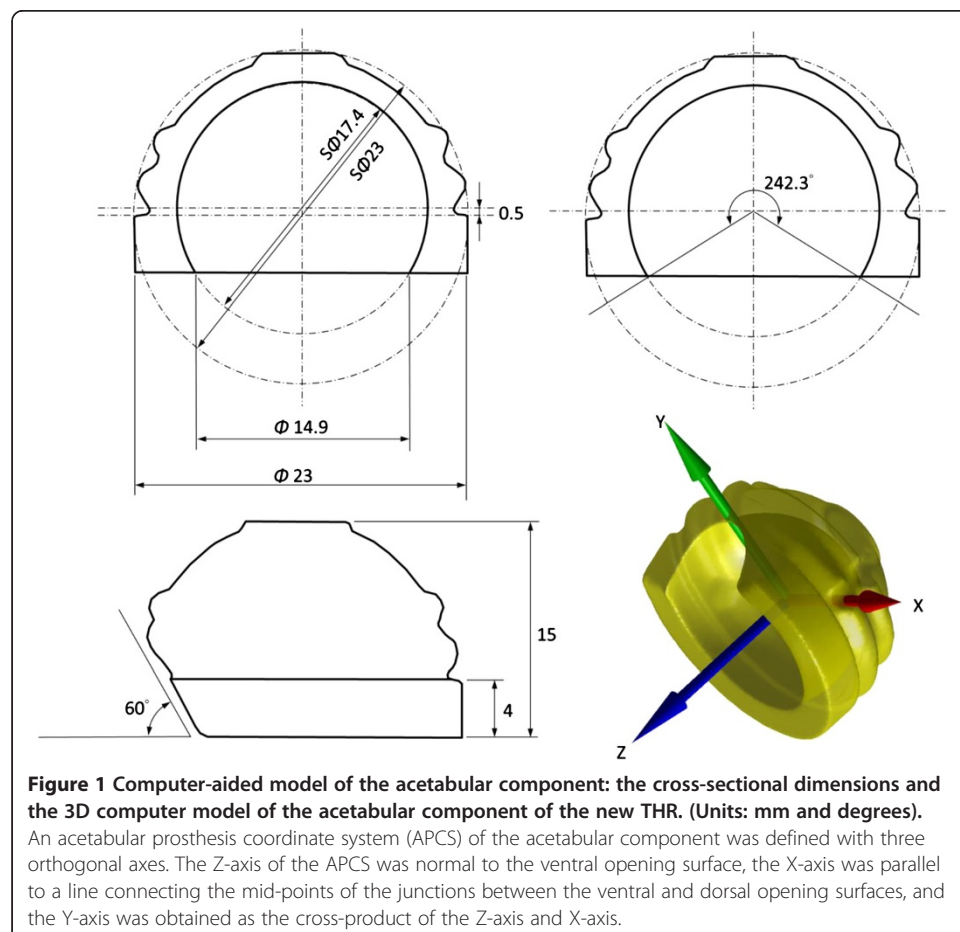 SΦ17.4
SΦ23
0.5
Φ 14.9
Φ 23
242.3°
60°
15
4
Y
X
Z
Figure 1 Computer-aided model of the acetabular component: the cross-sectional dimensions and
the 3D computer model of the acetabular component of the new THR. (Units: mm and degrees).
An acetabular prosthesis coordinate system (APCS) of the acetabular component was defined with three
orthogonal axes. The Z-axis of the APCS was normal to the ventral opening surface, the X-axis was parallel
to a line connecting the mid-points of the junctions between the ventral and dorsal opening surfaces, and
the Y-axis was obtained as the cross-product of the Z-axis and X-axis.